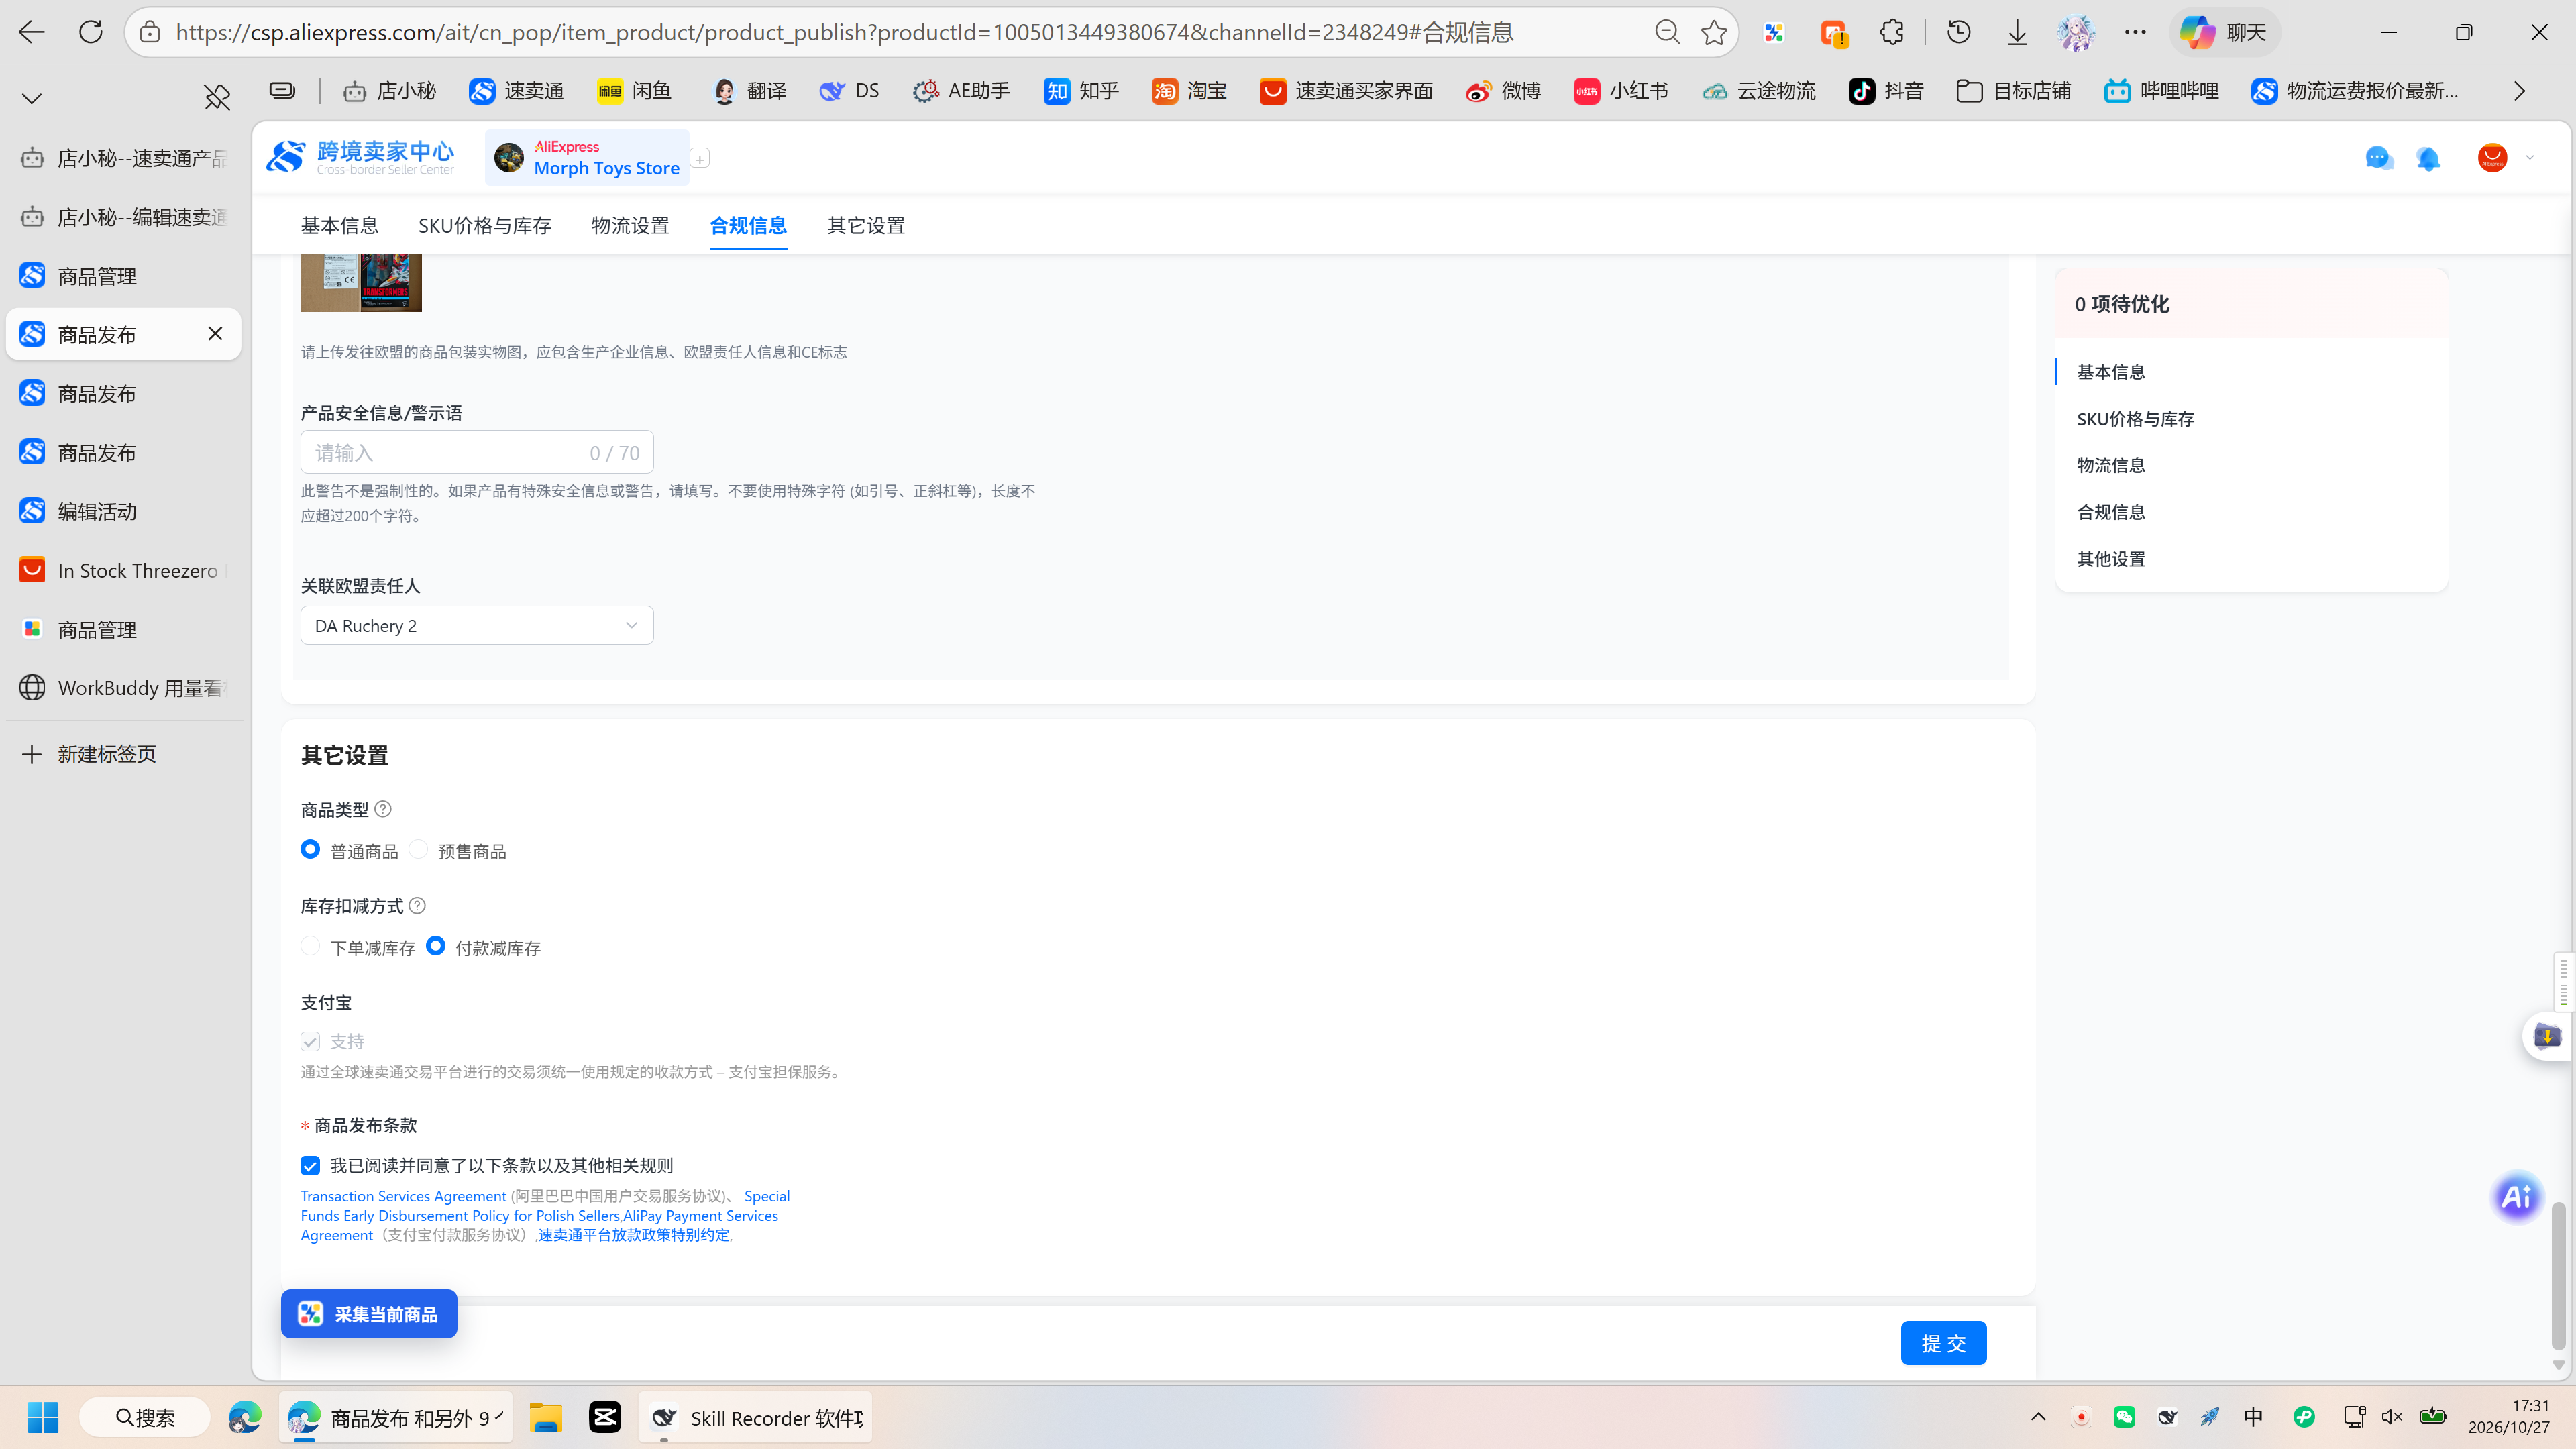 https://csp.aliexpress.com/ait/cn_pop/item_product/product_publish?productId=1005013449380674&channelId=2348249#合规信息
聊天
店小秘
速卖通
闲鱼
翻译
DS
AE助手
知乎
淘宝
速卖通买家界面
微博
小红书
云途物流
抖音
目标店铺
哔哩哔哩
物流运费报价最新...
店小秘--速卖通产品
店小秘--编辑速卖通
商品管理
商品发布
商品发布
商品发布
编辑活动
In Stock Threezero
商品管理
WorkBuddy 用量看
新建标签页
跨境卖家中心
Cross-border Seller Center
AliExpress
Morph Toys Store
基本信息
SKU价格与库存
物流设置
合规信息
其它设置
TRANSFORMERS
请上传发往欧盟的商品包装实物图，应包含生产企业信息、欧盟责任人信息和CE标志
产品安全信息/警示语
请输入
0 / 70
此警告不是强制性的。如果产品有特殊安全信息或警告，请填写。不要使用特殊字符 (如引号、正斜杠等)，长度不
应超过200个字符。
关联欧盟责任人
DA Ruchery 2
其它设置
商品类型
普通商品
预售商品
库存扣减方式
下单减库存
付款减库存
支付宝
支持
通过全球速卖通交易平台进行的交易须统一使用规定的收款方式 – 支付宝担保服务。
* 商品发布条款
我已阅读并同意了以下条款以及其他相关规则
Transaction Services Agreement (阿里巴巴中国用户交易服务协议)、 Special
Funds Early Disbursement Policy for Polish Sellers,AliPay Payment Services
Agreement（支付宝付款服务协议）,速卖通平台放款政策特别约定,
采集当前商品
提 交
0 项待优化
基本信息
SKU价格与库存
物流信息
合规信息
其他设置
Ai
搜索
商品发布 和另外 9 个
Skill Recorder 软件项
中
17:31
2026/10/27